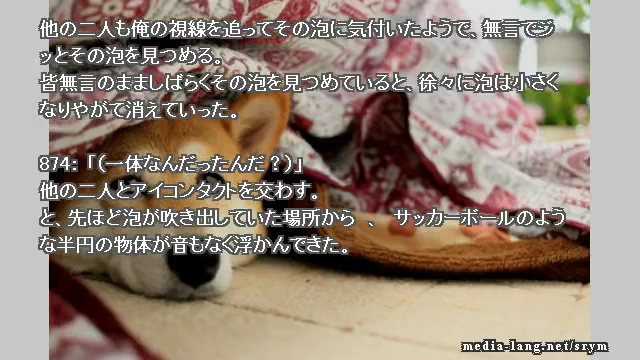 他の二人も俺の視線を追ってその泡に気付いたようで、無言でジ
ッとその泡を見つめる。
皆無言のまましばらくその泡を見つめていると、徐々に泡は小さく
なりやがて消えていった。
874:「(一体なんだったんだ？)」
他の二人とアイコンタクトを交わす。
と、先ほど泡が吹き出していた場所から　、　サッカーボールのよう
な半円の物体が音もなく浮かんできた。
media-lang.net/srym